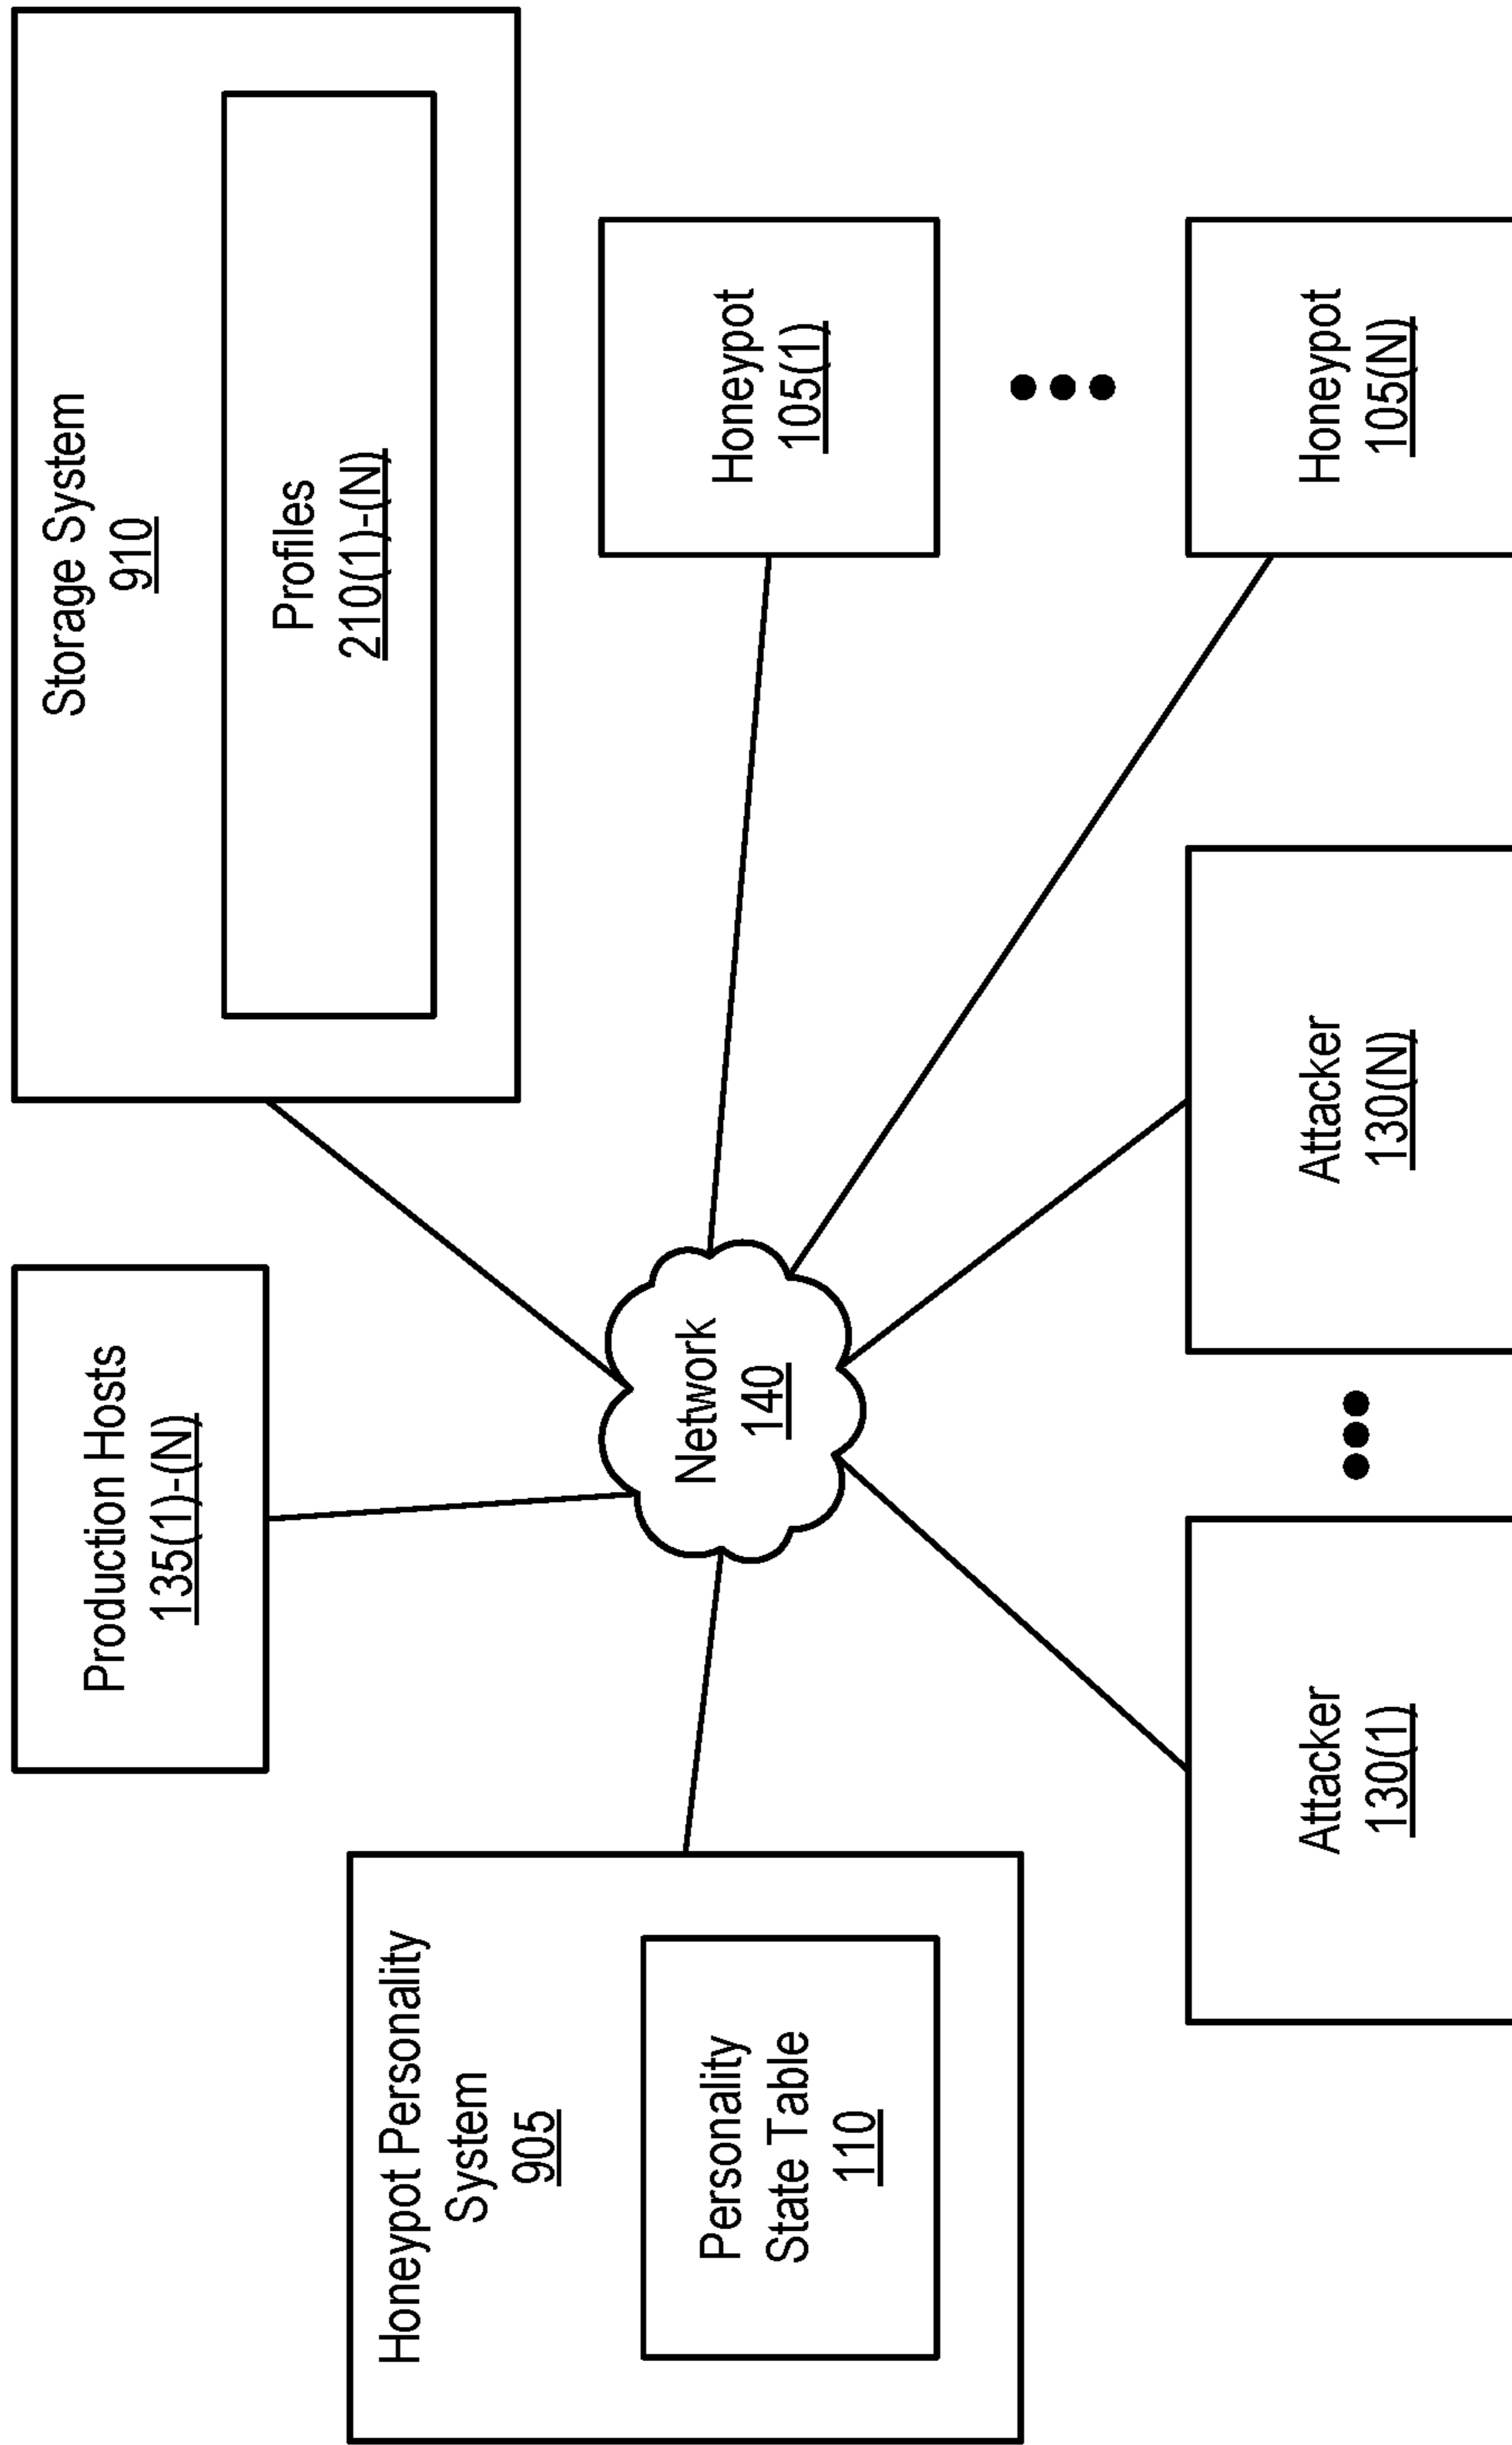 Storage System
910
Profiles
210(1)-(N)
Production Hosts
135(1)-(N)
Honeypot Personality
System
905
Personality
State Table
110
Network
140
Honeypot
105(1)
Honeypot
105(N)
Attacker
130(1)
Attacker
130(N)